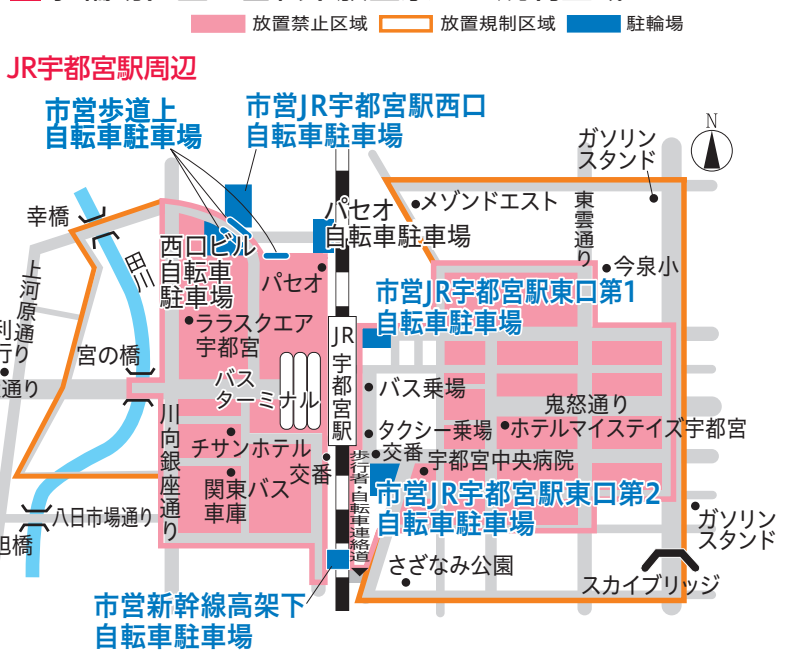 放置禁止区域
放置規制区域
駐輪場
JR宇都宮駅周辺
市営歩道上
自転車駐車場
市営JR宇都宮駅西口
自転車駐車場
N
ガソリン
スタンド
幸橋
パセオ
自転車駐車場
メゾンドエスト
東雲通り
田川
西口ビル
自転車
駐車場
今泉小
上河原通り
パセオ
市営JR宇都宮駅東口第1
自転車駐車場
ララスクエア
宇都宮
JR宇都宮駅
宮の橋
バス
ターミナル
バス乗場
通り
川向銀座通り
鬼怒通り
タクシー乗場
ホテルマイステイズ宇都宮
チサンホテル
交番
交番
宇都宮中央病院
歩行者・自転車連絡道
関東バス
車庫
市営JR宇都宮駅東口第2
自転車駐車場
八日市場通り
ガソリン
スタンド
旭橋
さざなみ公園
スカイブリッジ
市営新幹線高架下
自転車駐車場